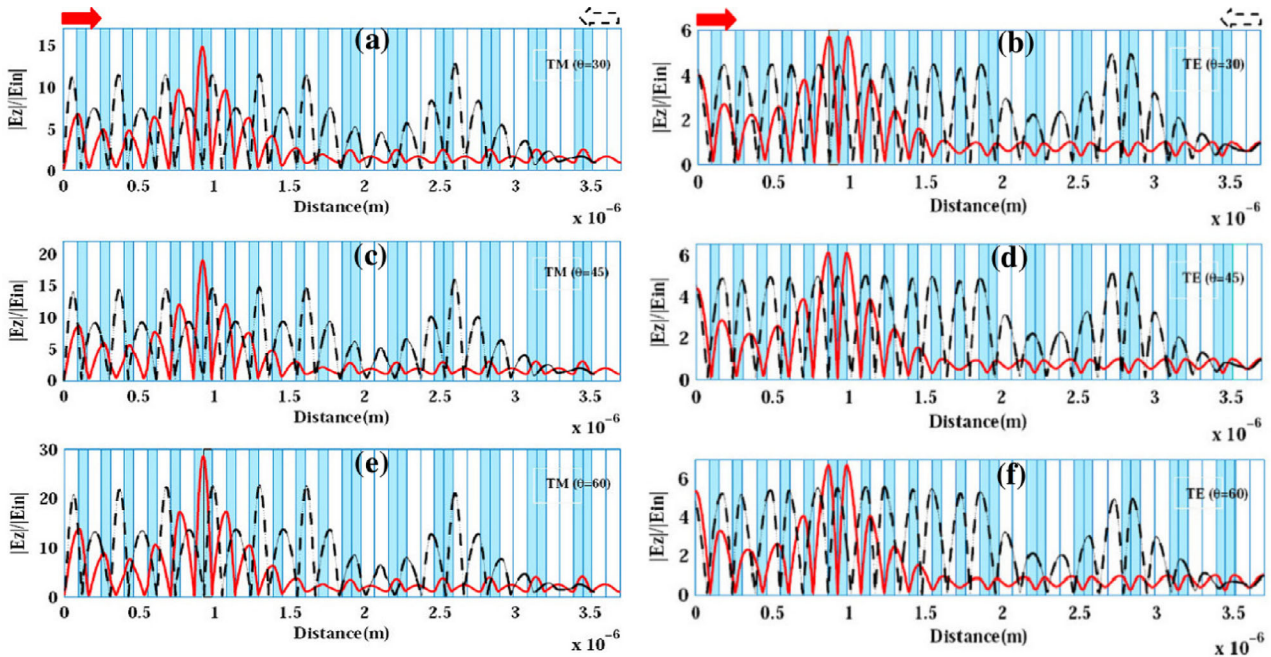 (a)
TM (θ=30)
|Ez|/|Ein|
15
10
5
0
0 0.5 1 1.5 2 2.5 3 3.5
Distance(m)
x 10⁻⁶
(b)
TE (θ=30)
|Ez|/|Ein|
6
4
2
0
0 0.5 1 1.5 2 2.5 3 3.5
Distance(m)
x 10⁻⁶
(c)
TM (θ=45)
|Ez|/|Ein|
20
15
10
5
0
0 0.5 1 1.5 2 2.5 3 3.5
Distance(m)
x 10⁻⁶
(d)
TE (θ=45)
|Ez|/|Ein|
6
4
2
0
0 0.5 1 1.5 2 2.5 3 3.5
Distance(m)
x 10⁻⁶
(e)
TM (θ=60)
|Ez|/|Ein|
30
20
10
0
0 0.5 1 1.5 2 2.5 3 3.5
Distance(m)
x 10⁻⁶
(f)
TE (θ=60)
|Ez|/|Ein|
6
4
2
0
0 0.5 1 1.5 2 2.5 3 3.5
Distance(m)
x 10⁻⁶